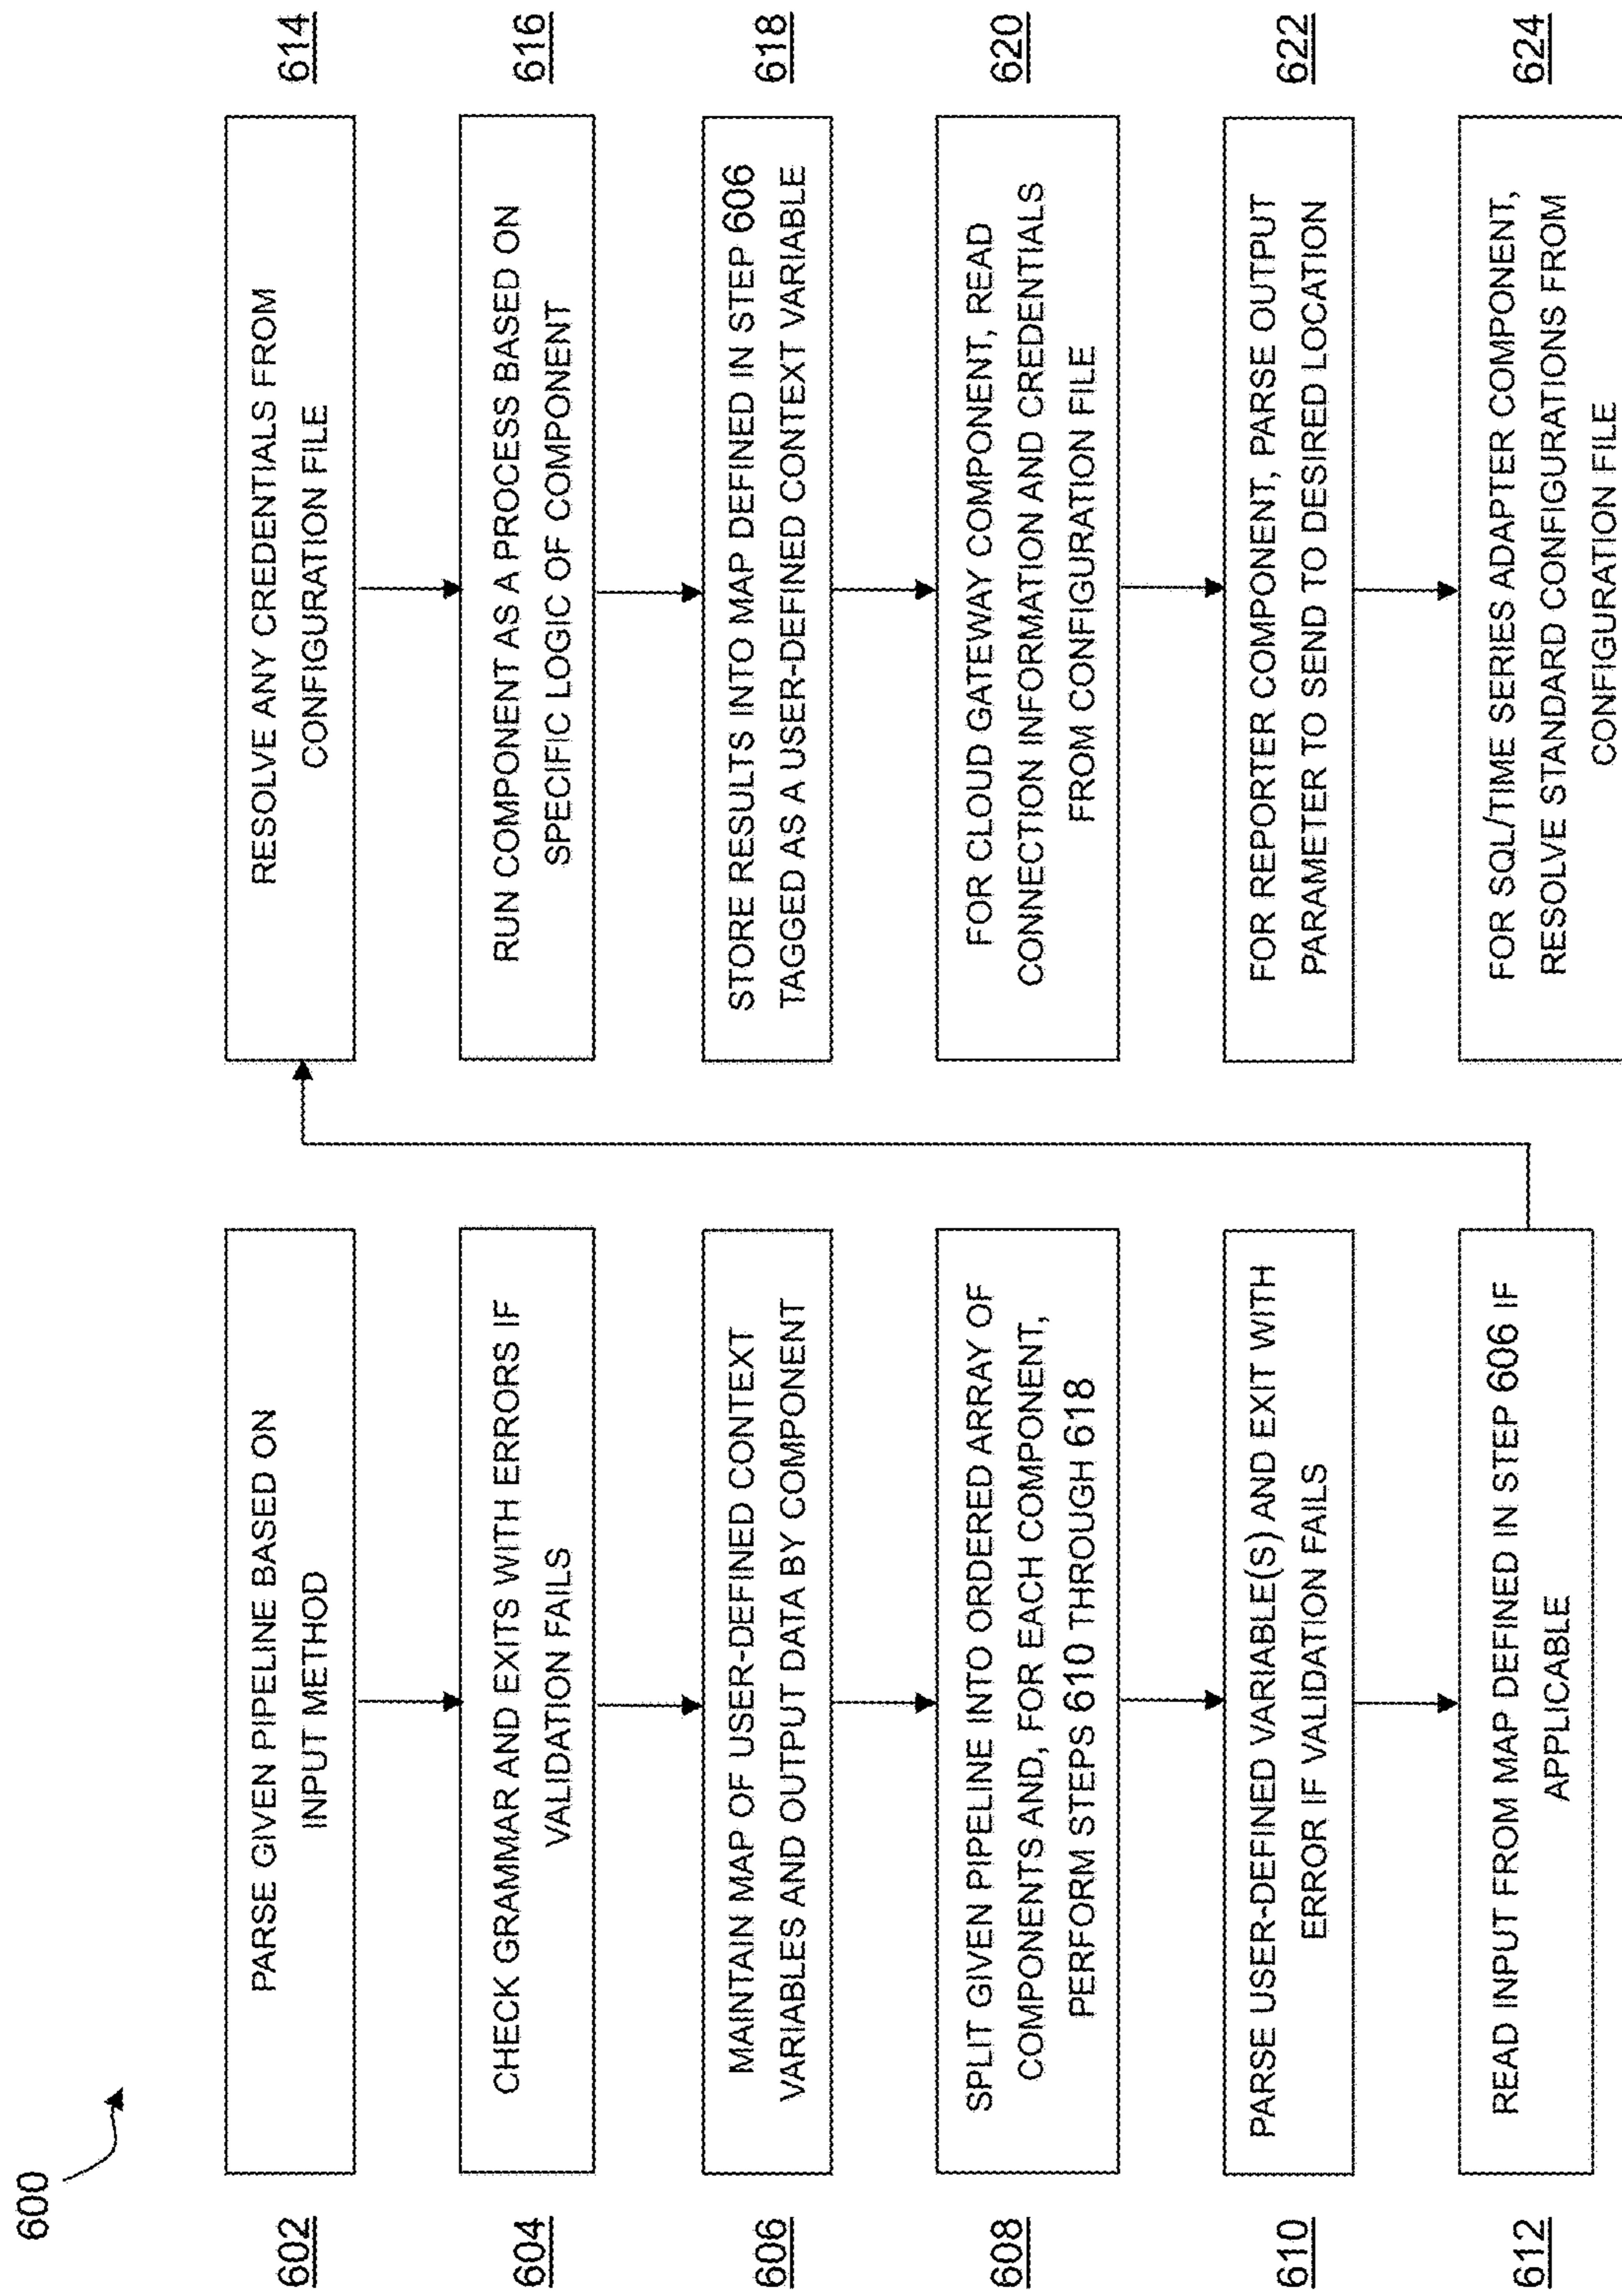 600
602
PARSE GIVEN PIPELINE BASED ON
INPUT METHOD
604
CHECK GRAMMAR AND EXITS WITH ERRORS IF
VALIDATION FAILS
606
MAINTAIN MAP OF USER-DEFINED CONTEXT
VARIABLES AND OUTPUT DATA BY COMPONENT
608
SPLIT GIVEN PIPELINE INTO ORDERED ARRAY OF
COMPONENTS AND, FOR EACH COMPONENT,
PERFORM STEPS 610 THROUGH 618
610
PARSE USER-DEFINED VARIABLE(S) AND EXIT WITH
ERROR IF VALIDATION FAILS
612
READ INPUT FROM MAP DEFINED IN STEP 606 IF
APPLICABLE
RESOLVE ANY CREDENTIALS FROM
CONFIGURATION FILE
614
RUN COMPONENT AS A PROCESS BASED ON
SPECIFIC LOGIC OF COMPONENT
616
STORE RESULTS INTO MAP DEFINED IN STEP 606
TAGGED AS A USER-DEFINED CONTEXT VARIABLE
618
FOR CLOUD GATEWAY COMPONENT, READ
CONNECTION INFORMATION AND CREDENTIALS
FROM CONFIGURATION FILE
620
FOR REPORTER COMPONENT, PARSE OUTPUT
PARAMETER TO SEND TO DESIRED LOCATION
622
FOR SQL/TIME SERIES ADAPTER COMPONENT,
RESOLVE STANDARD CONFIGURATIONS FROM
CONFIGURATION FILE
624